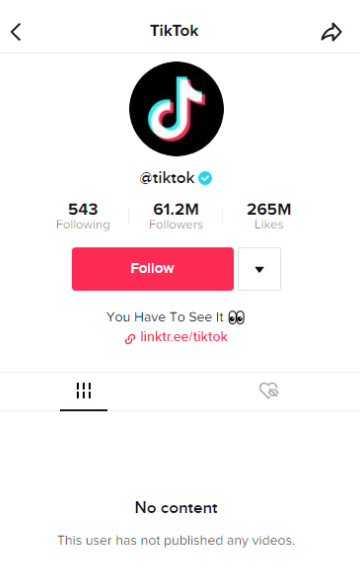 TikTok
@tiktok
543 61.2M 265M
Following Followers Likes
Follow
You Have To See It 👀
linktr.ee/tiktok
No content
This user has not published any videos.